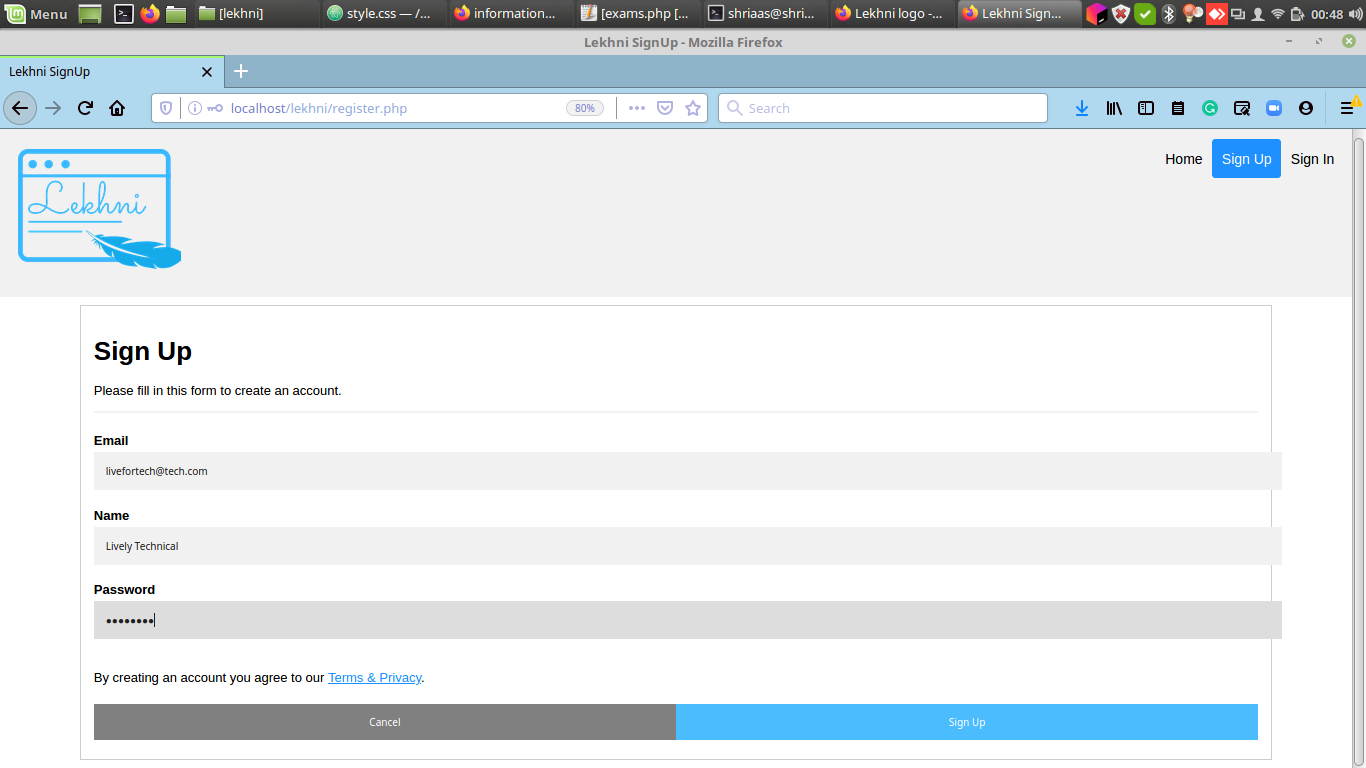 Menu
[lekhni]
style.css — /...
information...
[exams.php [...
shriaas@shri...
Lekhni logo -...
Lekhni Sign...
00:48
Lekhni SignUp - Mozilla Firefox
Lekhni SignUp
localhost/lekhni/register.php
80%
Search
Lekhni
Home
Sign Up
Sign In
Sign Up
Please fill in this form to create an account.
Email
livefortech@tech.com
Name
Lively Technical
Password
••••••••
By creating an account you agree to our Terms & Privacy.
Cancel
Sign Up